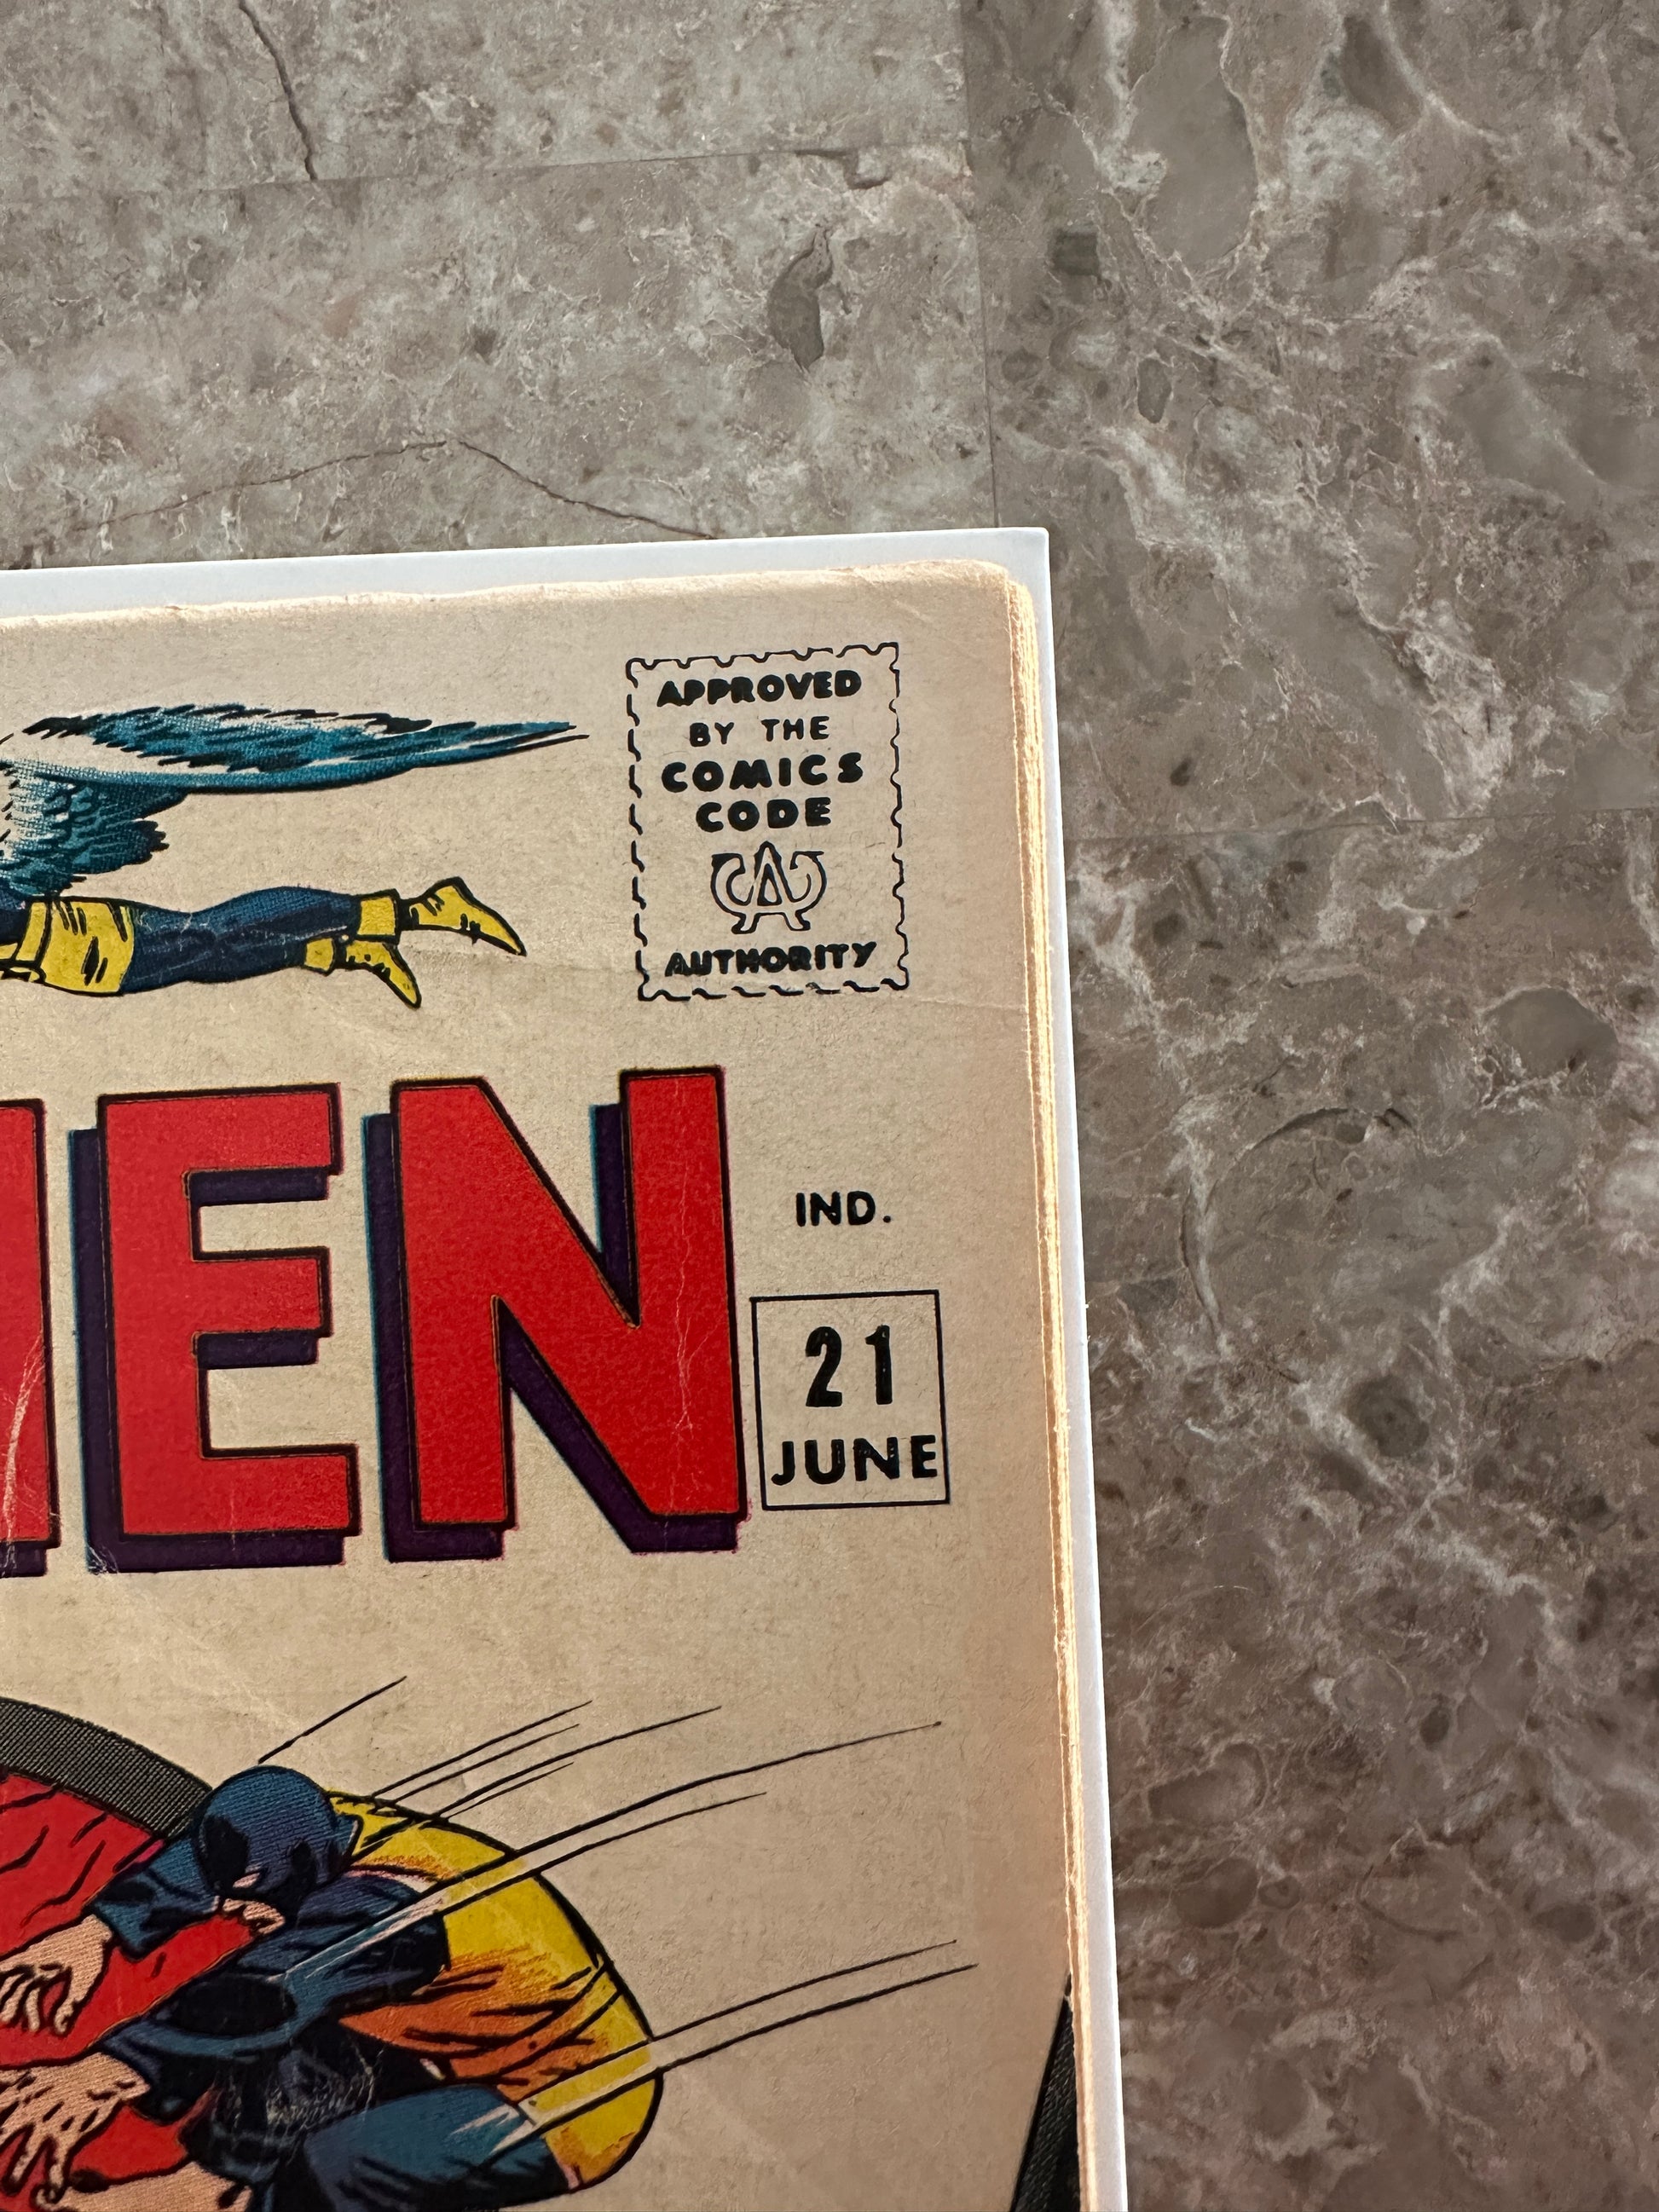 APPROVED
BY THE
COMICS
CODE
CA
AUTHORITY
MEN
IND.
21
JUNE